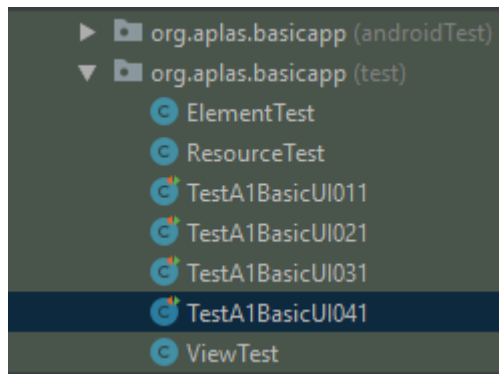 org.aplas.basicapp (androidTest)
org.aplas.basicapp (test)
C ElementTest
C ResourceTest
C TestA1BasicUI011
C TestA1BasicUI021
C TestA1BasicUI031
C TestA1BasicUI041
C ViewTest